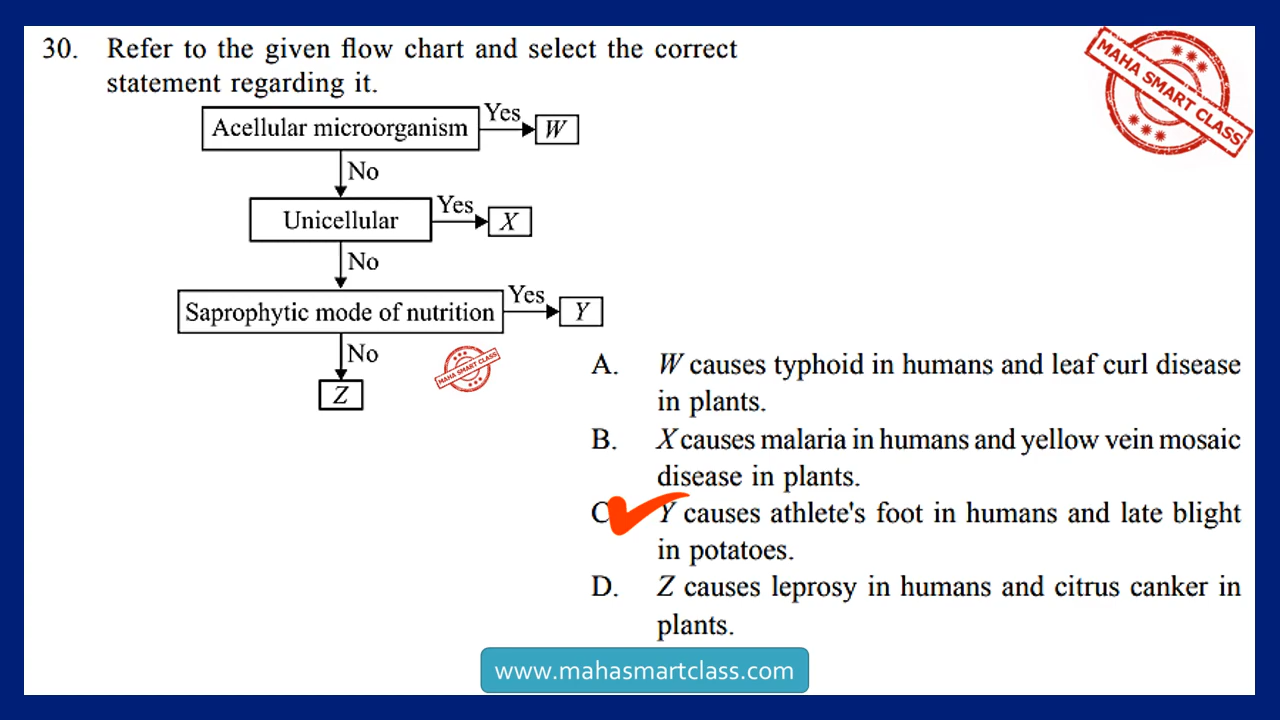 30. Refer to the given flow chart and select the correct
statement regarding it.
MAHA SMART CLASS
Acellular microorganism
Yes
W
No
Unicellular
Yes
X
No
Saprophytic mode of nutrition
Yes
Y
No
Z
MAHA SMART CLASS
A. W causes typhoid in humans and leaf curl disease
in plants.
B. X causes malaria in humans and yellow vein mosaic
disease in plants.
C Y causes athlete's foot in humans and late blight
in potatoes.
D. Z causes leprosy in humans and citrus canker in
plants.
www.mahasmartclass.com